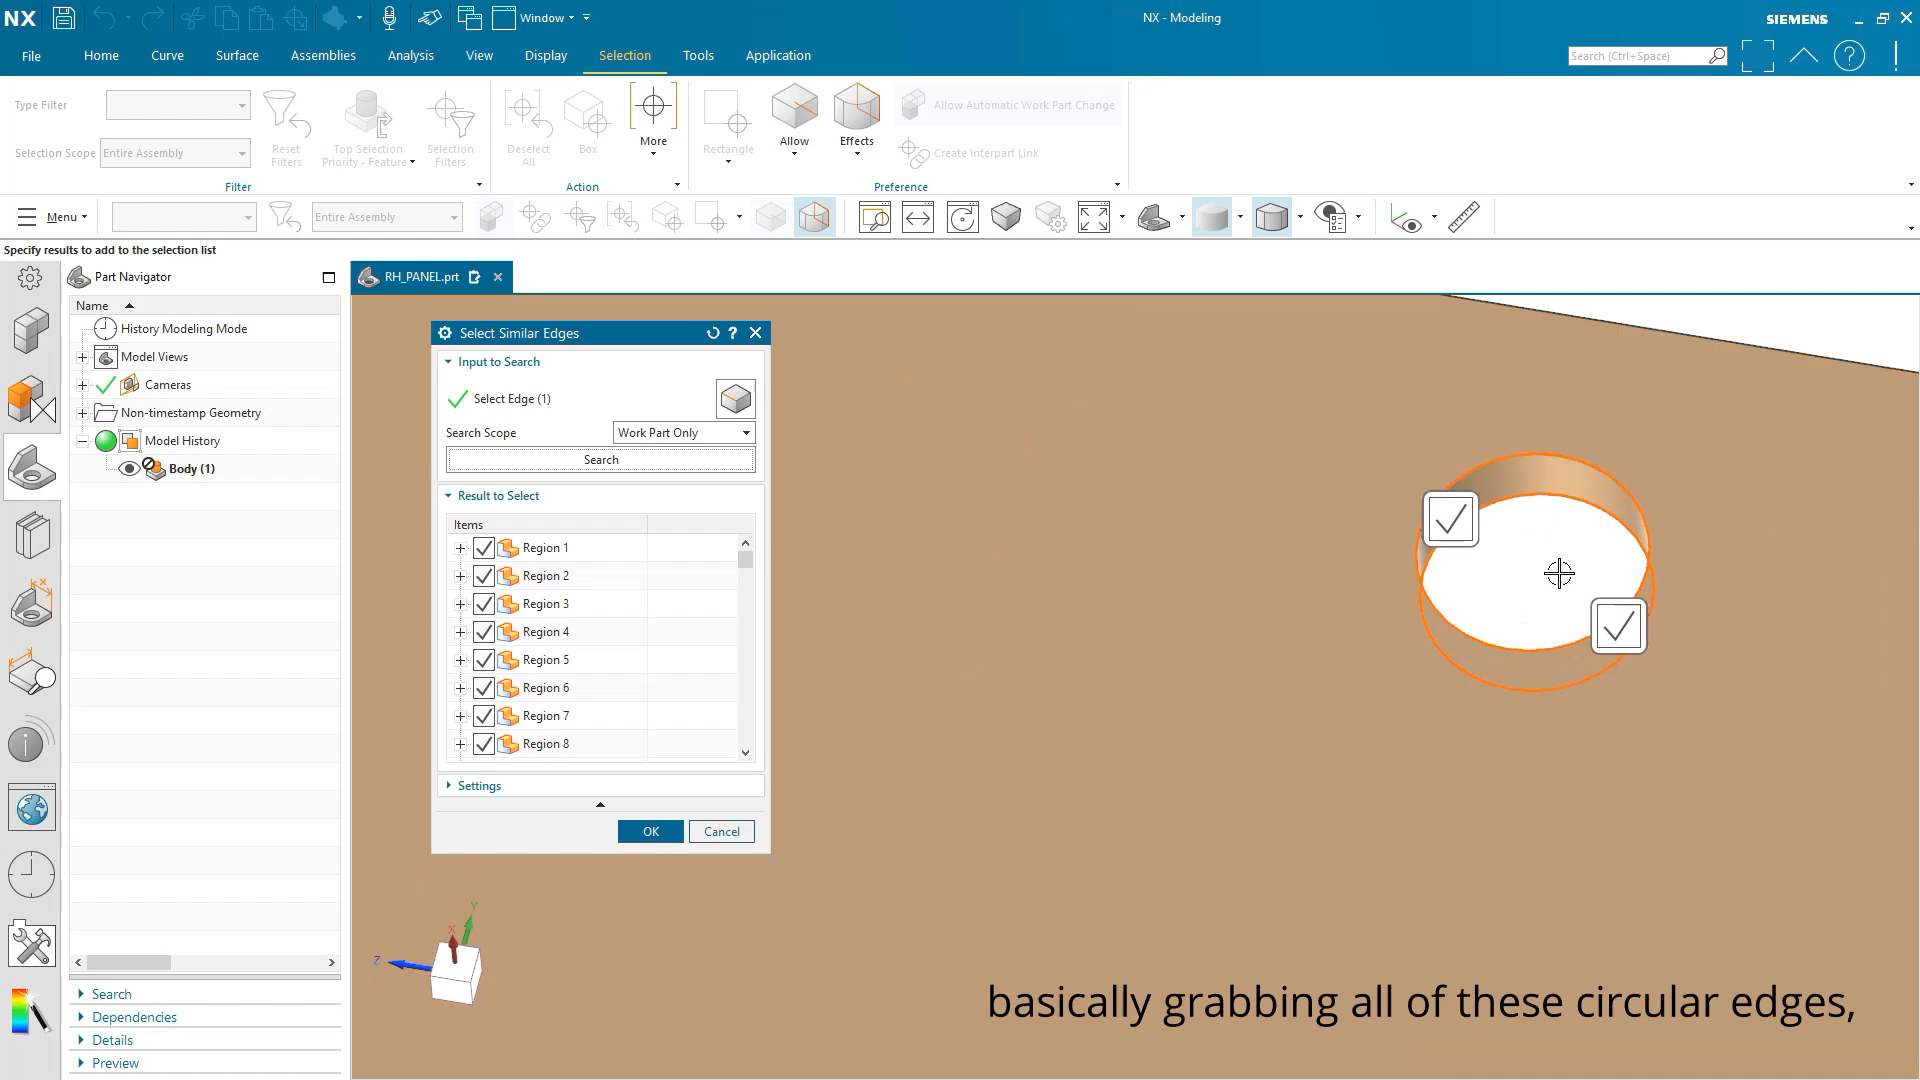 NX
Window
NX - Modeling
SIEMENS
File
Home
Curve
Surface
Assemblies
Analysis
View
Display
Selection
Tools
Application
Search (Ctrl+Space)
Type Filter
Selection Scope
Entire Assembly
Reset
Filters
Top Selection
Priority - Feature
Selection
Filters
Deselect
All
Box
More
Rectangle
Allow
Effects
Allow Automatic Work Part Change
Create Interpart Link
Filter
Action
Preference
Menu
Entire Assembly
Specify results to add to the selection list
Part Navigator
RH_PANEL.prt
Name
History Modeling Mode
Model Views
Cameras
Non-timestamp Geometry
Model History
Body (1)
Select Similar Edges
Input to Search
Select Edge (1)
Search Scope
Work Part Only
Search
Result to Select
Items
Region 1
Region 2
Region 3
Region 4
Region 5
Region 6
Region 7
Region 8
Settings
OK
Cancel
Y
X
Z
Search
Dependencies
Details
Preview
basically grabbing all of these circular edges,